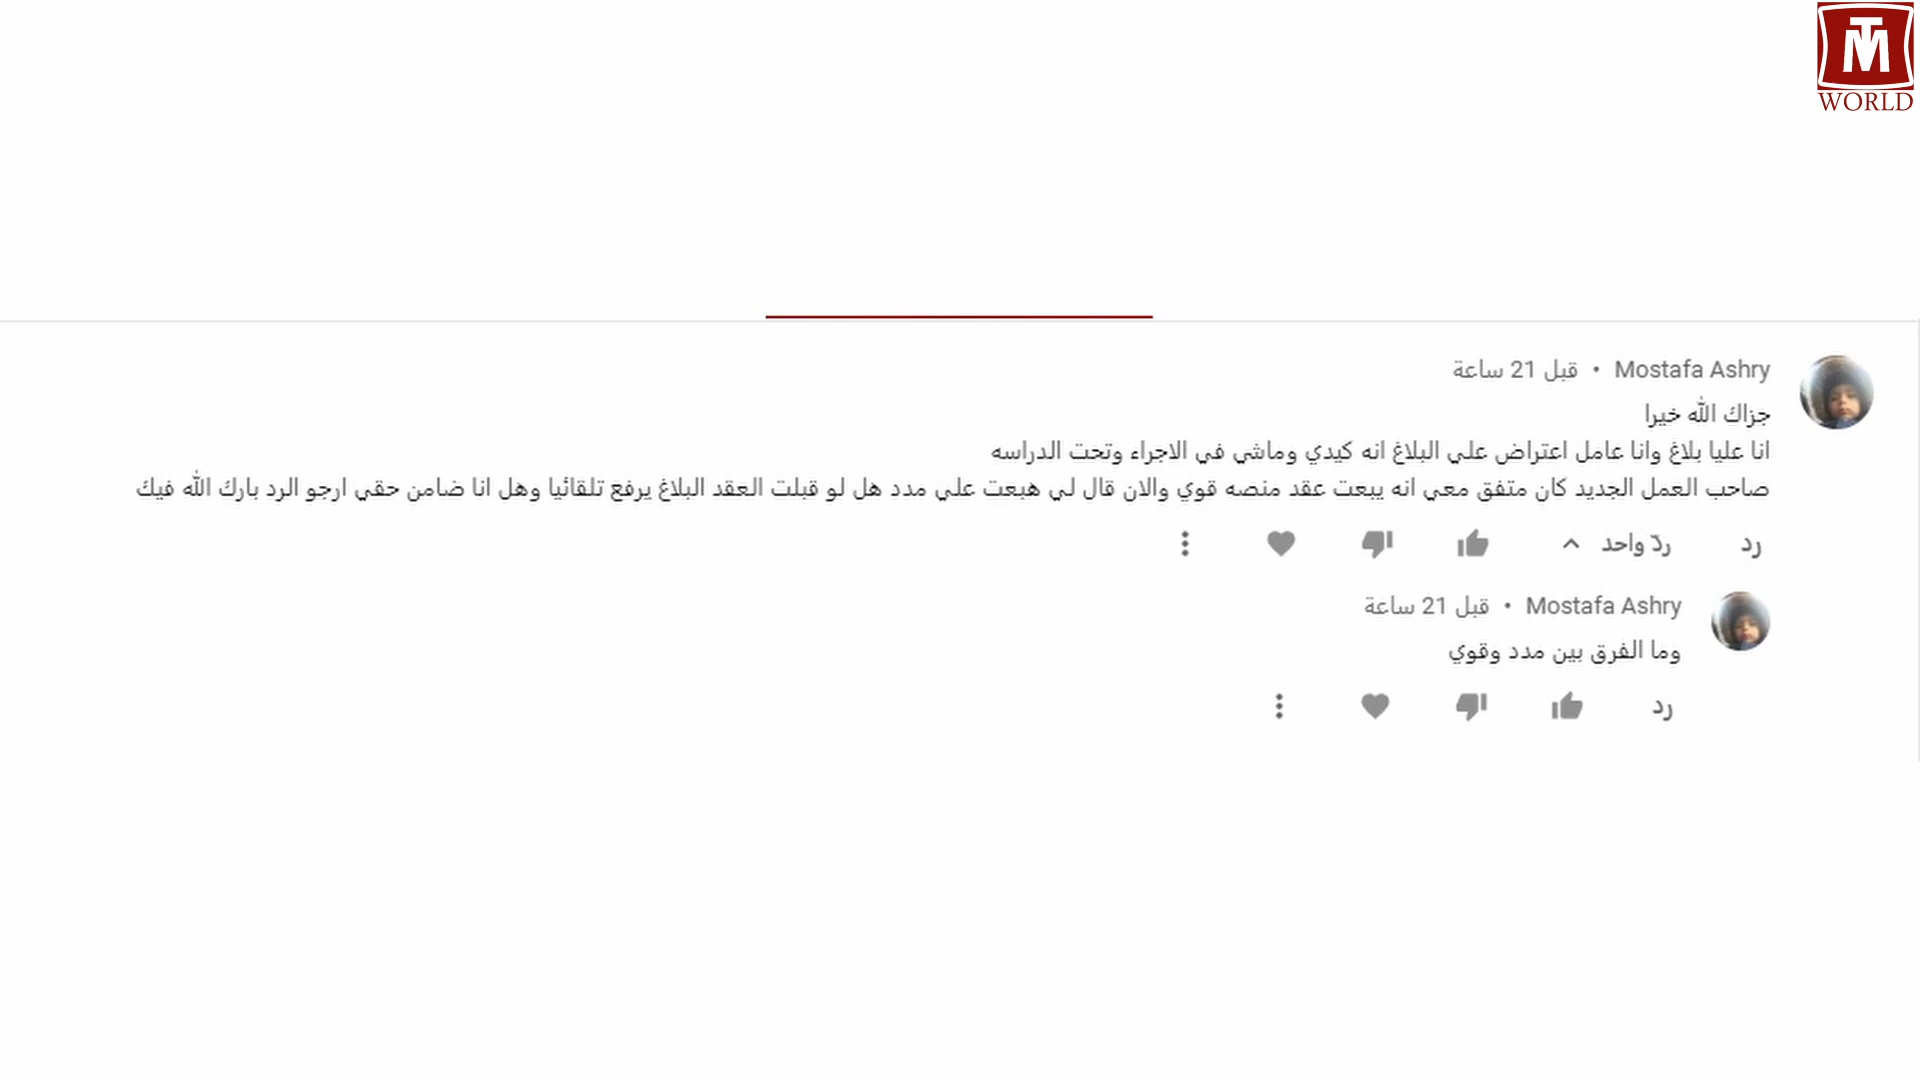 TM
WORLD
Mostafa Ashry • قبل 21 ساعة
جزاك الله خيرا
انا عليا بلاغ وانا عامل اعتراض علي البلاغ انه كيدي وماشي في الاجراء وتحت الدراسه
صاحب العمل الجديد كان متفق معي انه يبعت عقد منصه قوي والان قال لي هبعت علي مدد هل لو قبلت العقد البلاغ يرفع تلقائيا وهل انا ضامن حقي ارجو الرد بارك الله فيك
رد ردّ واحد
Mostafa Ashry • قبل 21 ساعة
وما الفرق بين مدد وقوي
رد